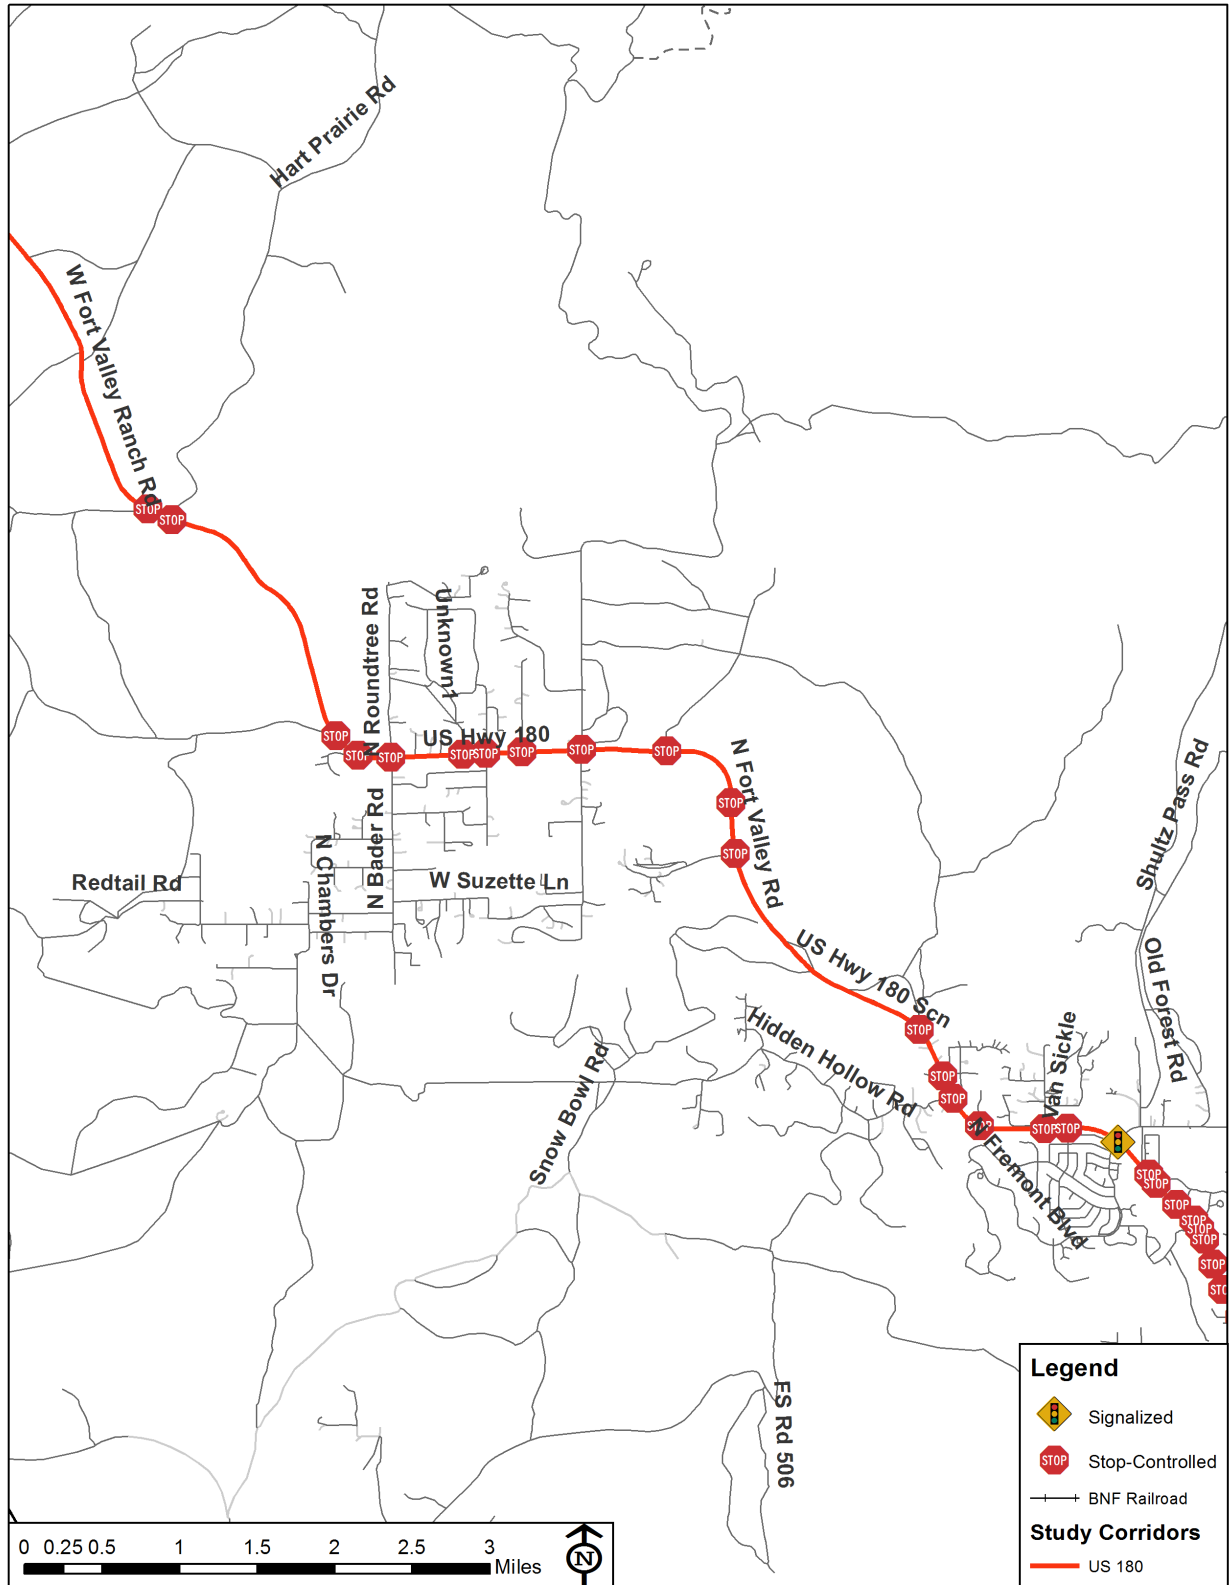 Hart Prairie Rd
W Fort Valley Ranch Rd
STOP
STOP
N Roundtree Rd
Unknown1
US Hwy 180
STOP
STOP
STOP
STOP
STOP
STOP
STOP
STOP
N Fort Valley Rd
STOP
STOP
N Bader Rd
N Chambers Dr
Redtail Rd
W Suzette Ln
Shultz Pass Rd
US Hwy 180 Scn
STOP
Old Forest Rd
Van Sickle
Hidden Hollow Rd
Snow Bowl Rd
STOP
STOP
STOP
STOP
STOP
N Fremont Blvd
STOP
STOP
STOP
STOP
STOP
STOP
STOP
STO
FS Rd 506
Legend
Signalized
STOP Stop-Controlled
BNF Railroad
Study Corridors
US 180
0 0.25 0.5 1 1.5 2 2.5 3
Miles
N